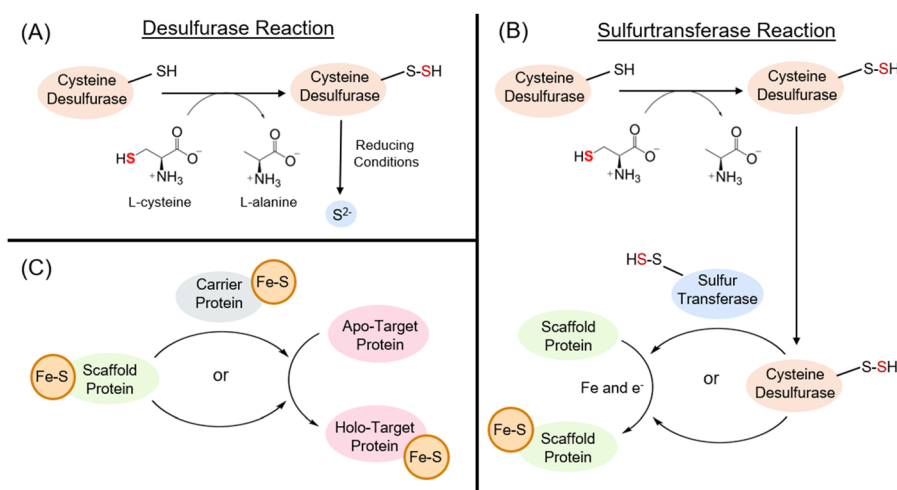 (A)
Desulfurase Reaction
Cysteine
Desulfurase
SH
Cysteine
Desulfurase
S-SH
HS
O
O⁻
⁺NH₃
L-cysteine
O
O⁻
⁺NH₃
L-alanine
Reducing
Conditions
S²⁻
(B)
Sulfurtransferase Reaction
Cysteine
Desulfurase
SH
Cysteine
Desulfurase
S-SH
HS
O
O⁻
⁺NH₃
O
O⁻
⁺NH₃
HS-S
Sulfur
Transferase
Scaffold
Protein
Fe and e⁻
or
Cysteine
Desulfurase
S-SH
Fe-S
Scaffold
Protein
(C)
Carrier
Protein
Fe-S
Apo-Target
Protein
Fe-S
Scaffold
Protein
or
Holo-Target
Protein
Fe-S